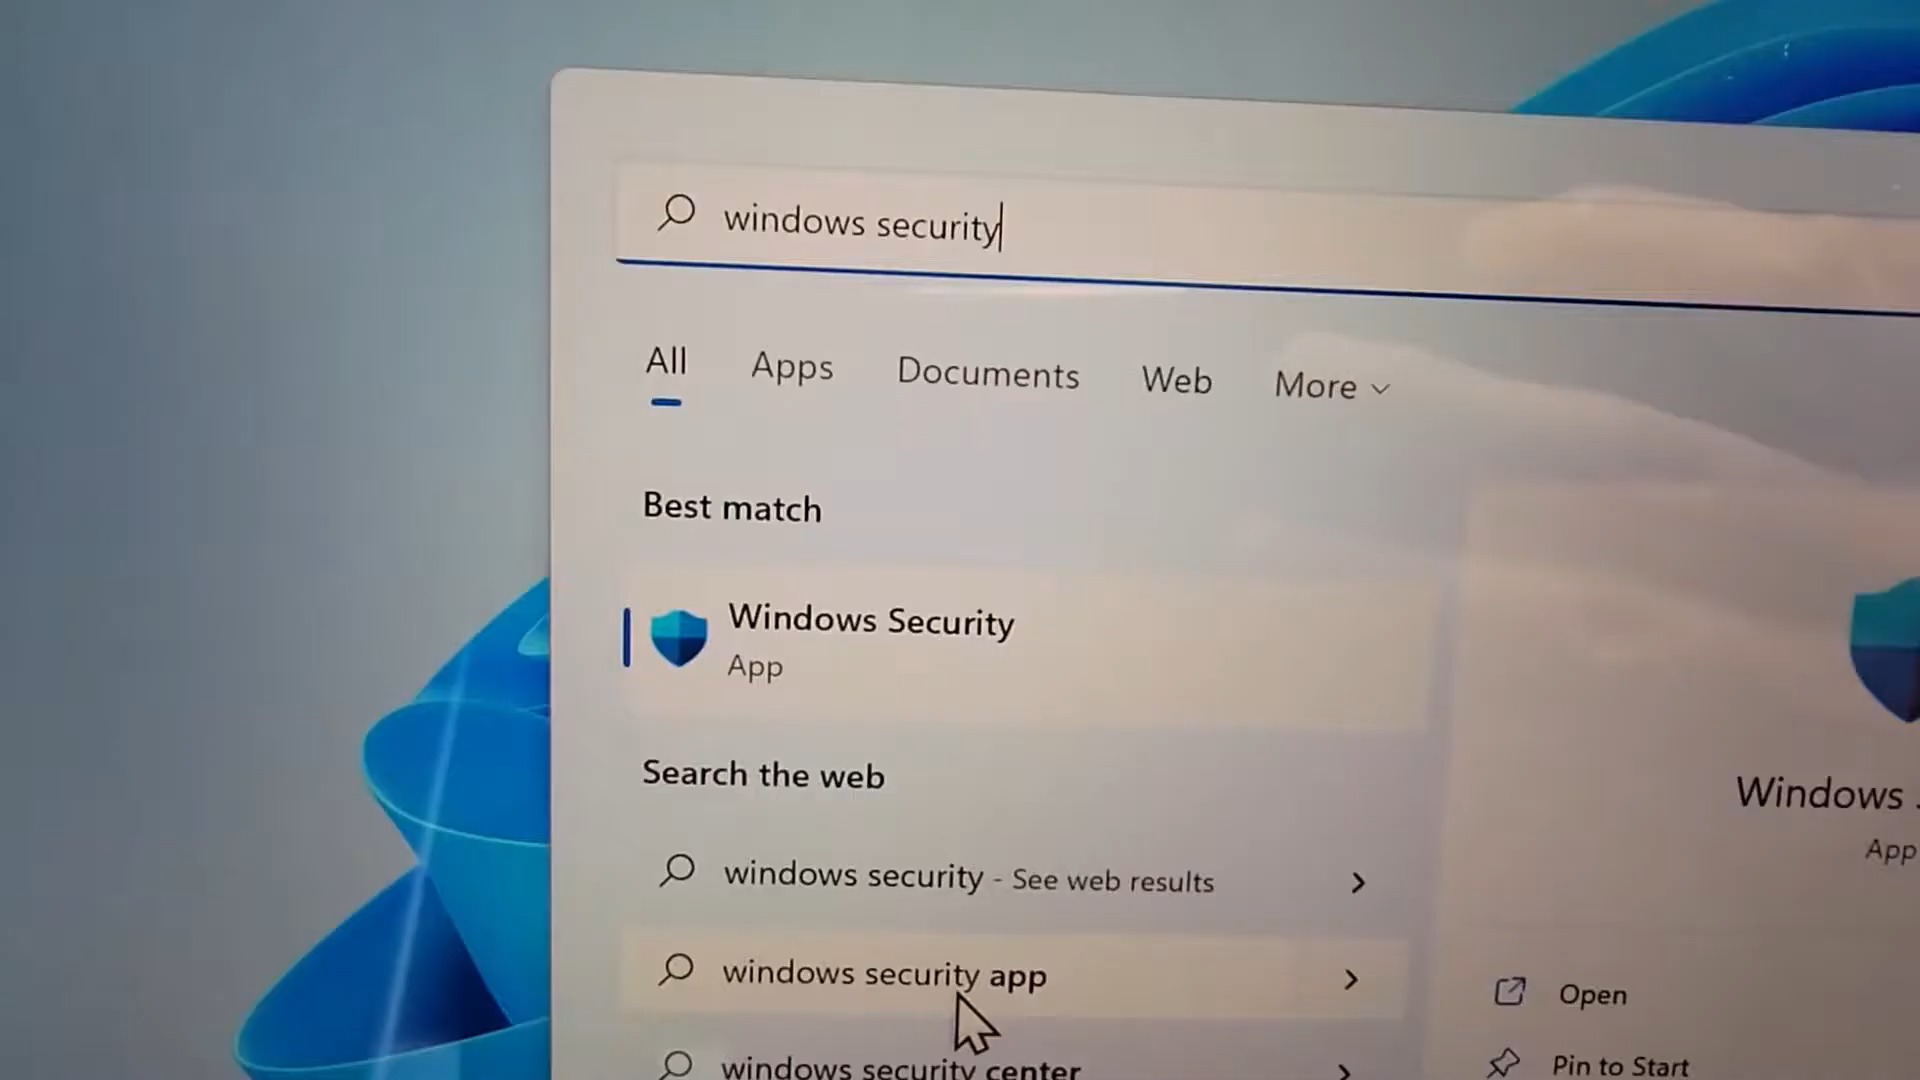 windows security
All Apps Documents Web More
Best match
Windows Security
App
Search the web
windows security - See web results
windows security app
windows security center
Windows
App
Open
Pin to Start